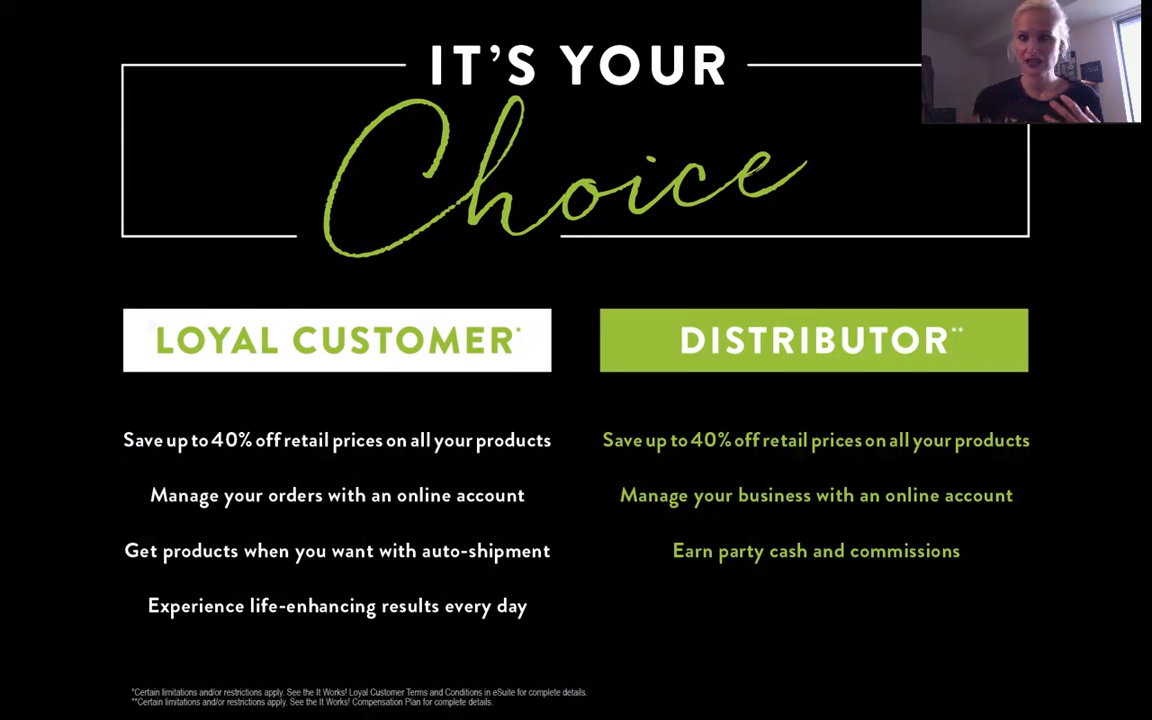 IT'S YOUR
Choice
LOYAL CUSTOMER*
Save up to 40% off retail prices on all your products
Manage your orders with an online account
Get products when you want with auto-shipment
Experience life-enhancing results every day
DISTRIBUTOR**
Save up to 40% off retail prices on all your products
Manage your business with an online account
Earn party cash and commissions
*Certain limitations and/or restrictions apply. See the It Works! Loyal Customer Terms and Conditions in eSuite for complete details.
**Certain limitations and/or restrictions apply. See the It Works! Compensation Plan for complete details.